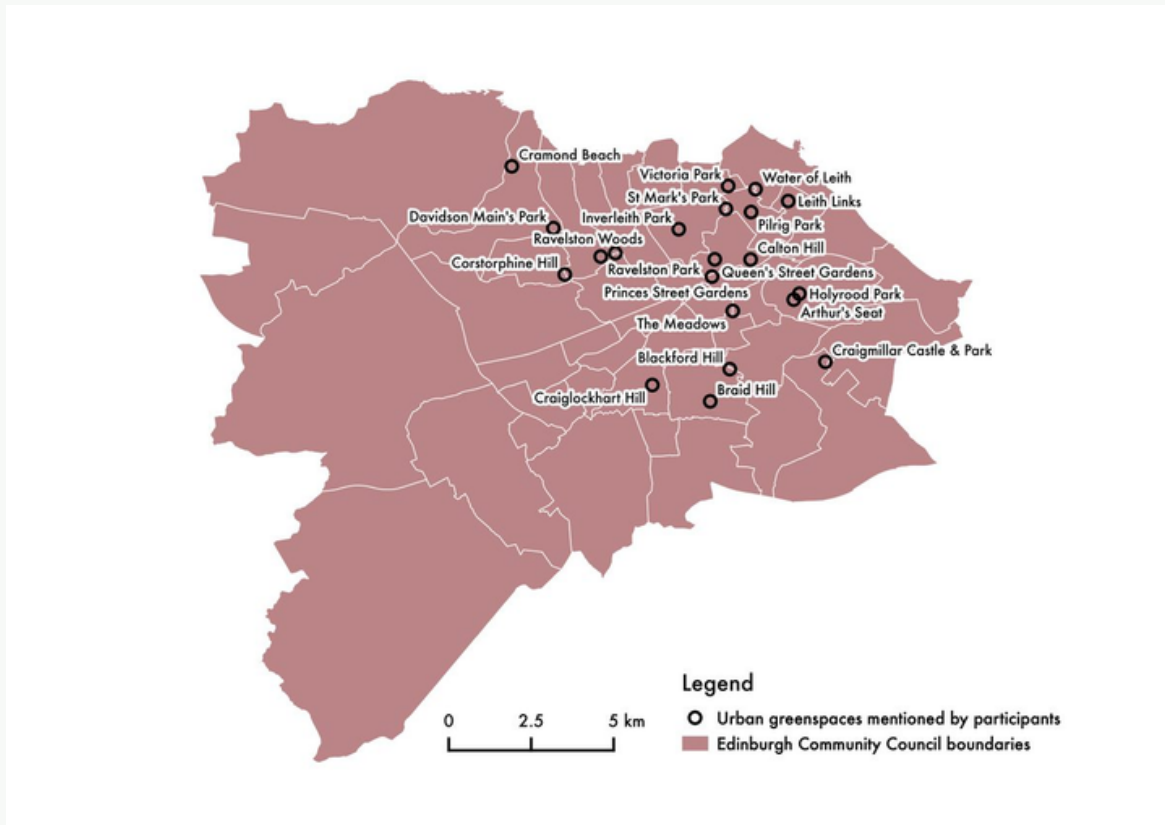 Cramond Beach
Victoria Park
Water of Leith
St Mark's Park
Leith Links
Davidson Main's Park
Inverleith Park
Pilrig Park
Ravelston Woods
Calton Hill
Corstorphine Hill
Ravelston Park
Queen's Street Gardens
Princes Street Gardens
Holyrood Park
Arthur's Seat
The Meadows
Craigmillar Castle & Park
Blackford Hill
Braid Hill
Craiglockhart Hill
Legend
0 2.5 5 km
Urban greenspaces mentioned by participants
Edinburgh Community Council boundaries